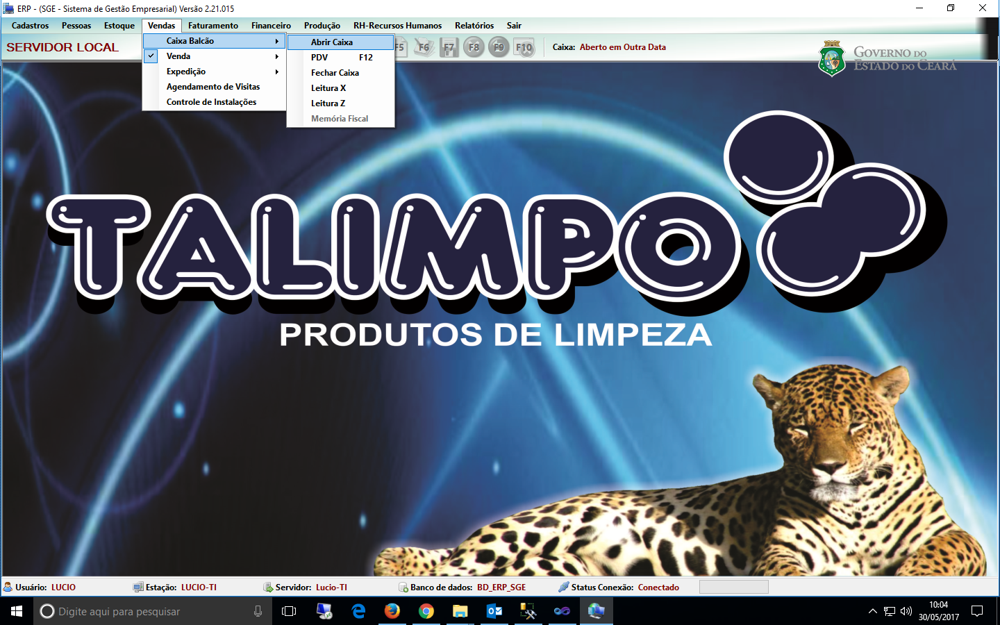 ERP - (SGE - Sistema de Gestão Empresarial) Versão 2.21.015
Cadastros Pessoas Estoque Vendas Faturamento Financeiro Produção RH-Recursos Humanos Relatórios Sair
SERVIDOR LOCAL
Caixa Balcão
Venda
Expedição
Agendamento de Visitas
Controle de Instalações
Abrir Caixa
PDV F12
Fechar Caixa
Leitura X
Leitura Z
Memória Fiscal
F5 F6 F7 F8 F9 F10
Caixa: Aberto em Outra Data
GOVERNO DO
ESTADO DO CEARÁ
TALIMPO
PRODUTOS DE LIMPEZA
Usuário: LUCIO Estação: LUCIO-TI Servidor: Lucio-TI Banco de dados: BD_ERP_SGE Status Conexão: Conectado
Digite aqui para pesquisar
10:04
30/05/2017